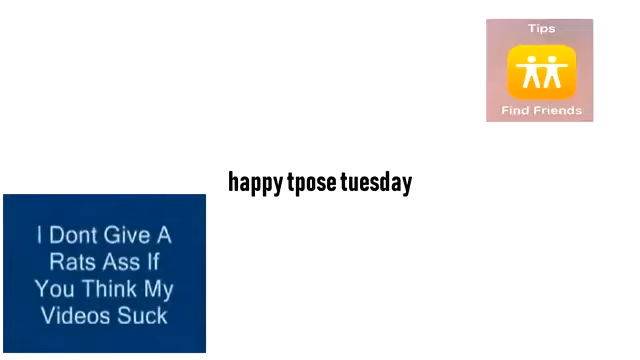 Tips
Find Friends
happy tpose tuesday
I Dont Give A
Rats Ass If
You Think My
Videos Suck